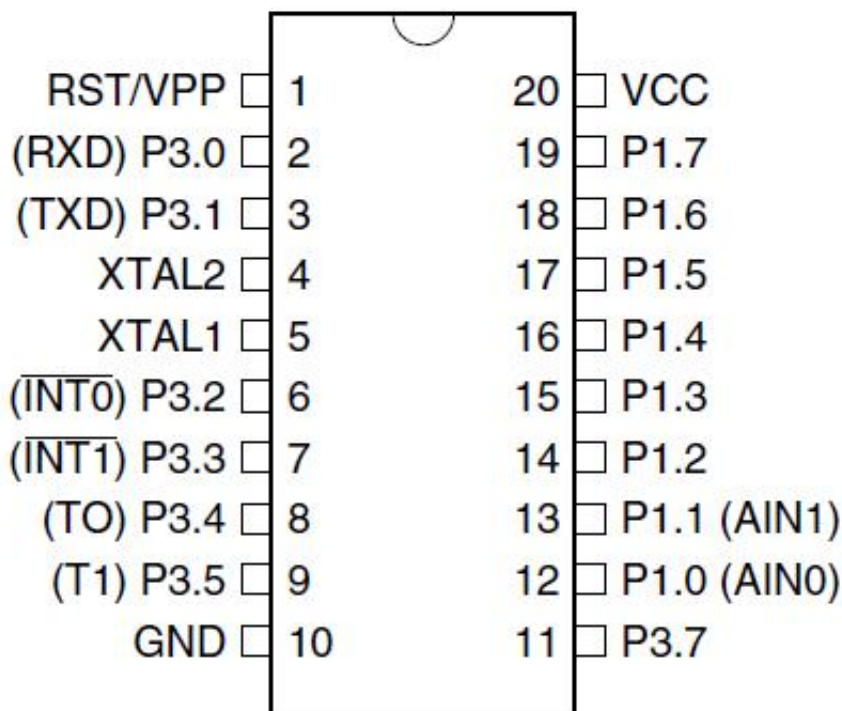 RST/VPP 1 20 VCC
(RXD) P3.0 2 19 P1.7
(TXD) P3.1 3 18 P1.6
XTAL2 4 17 P1.5
XTAL1 5 16 P1.4
(INT0) P3.2 6 15 P1.3
(INT1) P3.3 7 14 P1.2
(TO) P3.4 8 13 P1.1 (AIN1)
(T1) P3.5 9 12 P1.0 (AIN0)
GND 10 11 P3.7